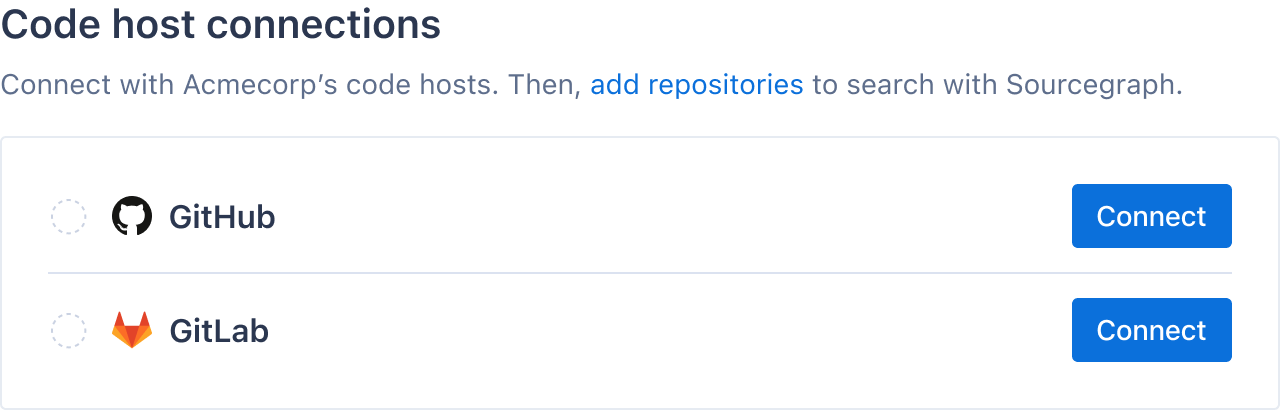 Code host connections
Connect with Acmecorp’s code hosts. Then, add repositories to search with Sourcegraph.
GitHub
Connect
GitLab
Connect